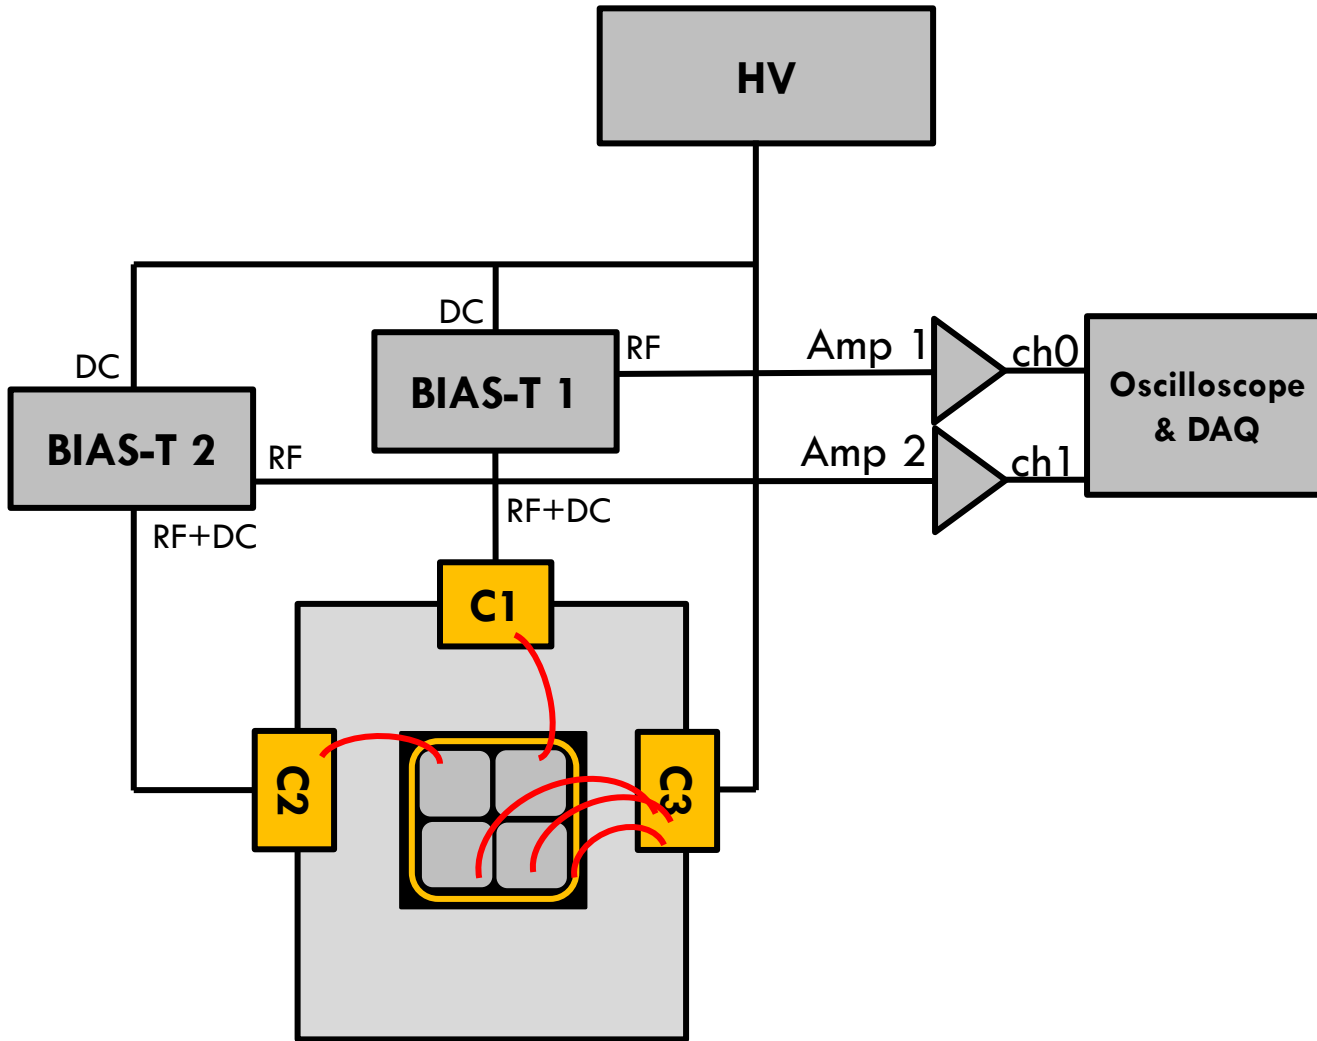 HV
DC
DC
BIAS-T 1
RF
Amp 1
ch0
Oscilloscope
& DAQ
BIAS-T 2
RF
Amp 2
ch1
RF+DC
RF+DC
C1
C2
C3